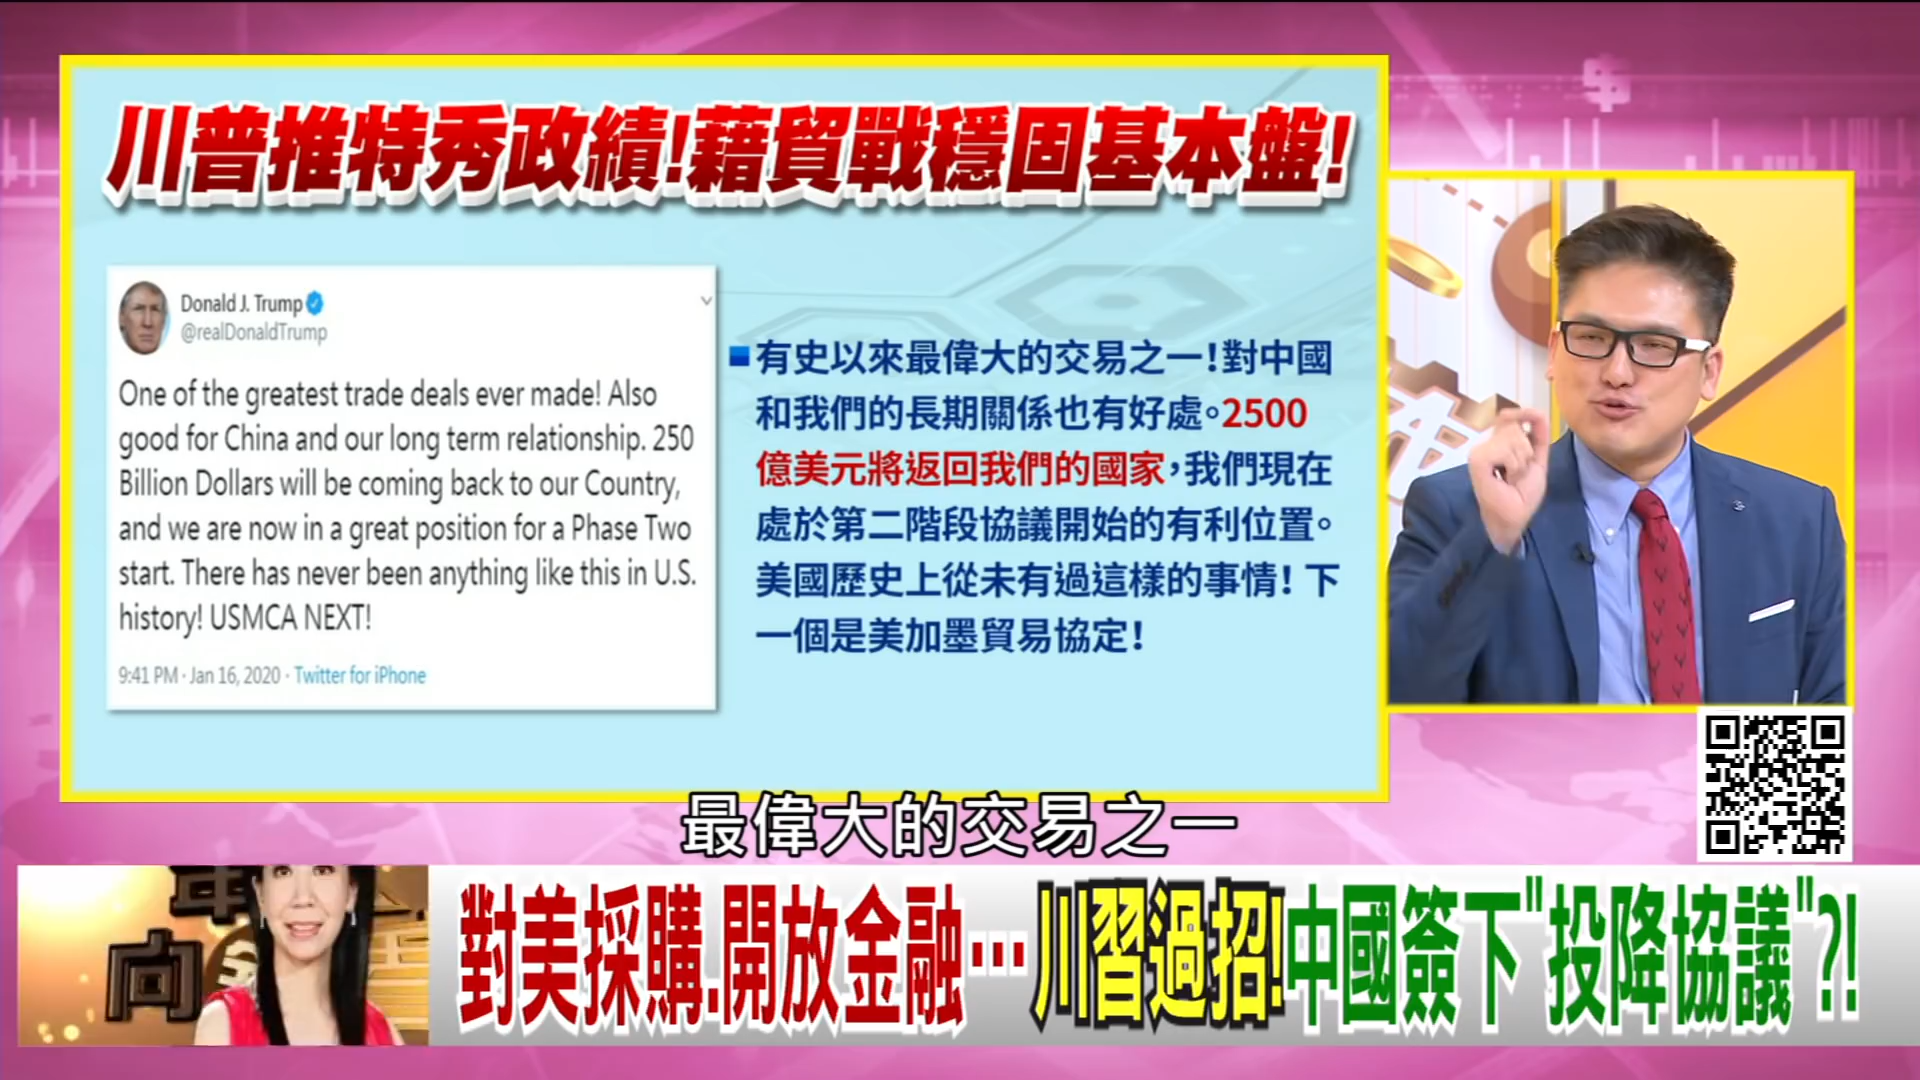 川普推特秀政績!藉貿戰穩固基本盤!
Donald J. Trump
@realDonaldTrump
One of the greatest trade deals ever made! Also
good for China and our long term relationship. 250
Billion Dollars will be coming back to our Country,
and we are now in a great position for a Phase Two
start. There has never been anything like this in U.S.
history! USMCA NEXT!
9:41 PM · Jan 16, 2020 · Twitter for iPhone
有史以來最偉大的交易之一!對中國
和我們的長期關係也有好處。2500
億美元將返回我們的國家,我們現在
處於第二階段協議開始的有利位置。
美國歷史上從未有過這樣的事情!下
一個是美加墨貿易協定!
最偉大的交易之一
對美採購.開放金融…川習過招!中國簽下"投降協議"?!
向